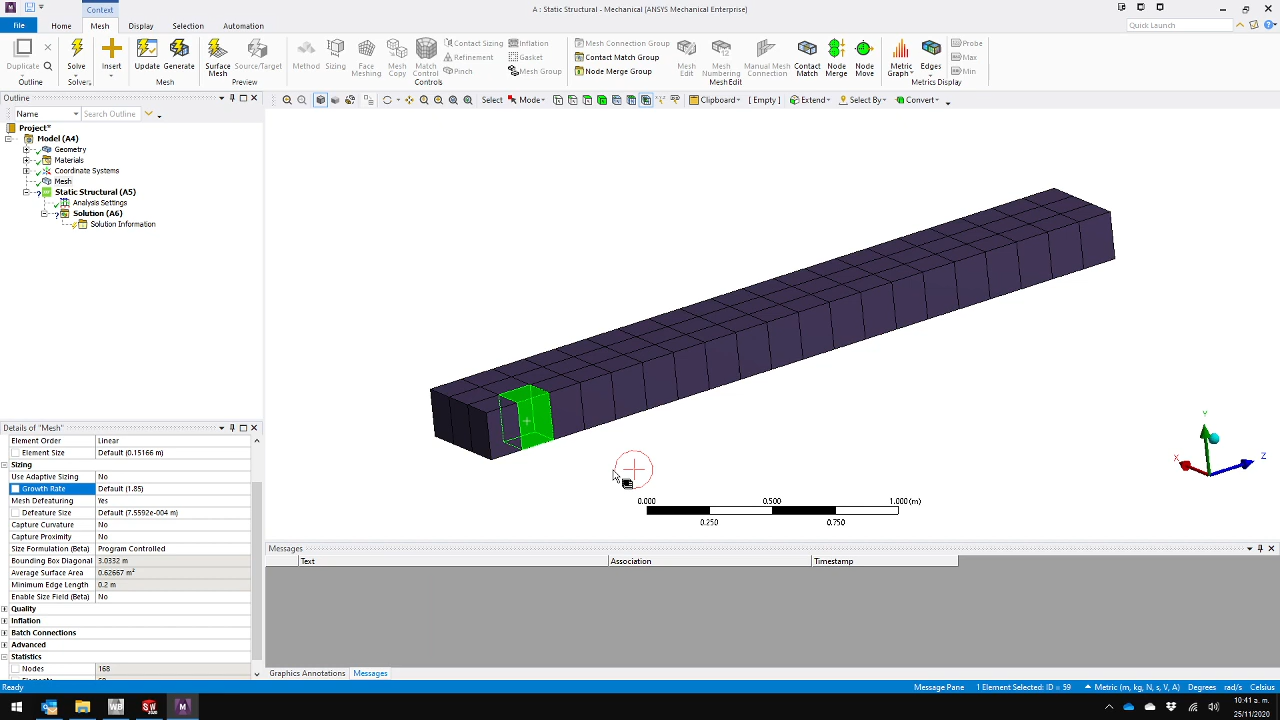 Context
A : Static Structural - Mechanical [ANSYS Mechanical Enterprise]
File
Home
Mesh
Display
Selection
Automation
Quick Launch
Duplicate
Outline
Solve
Solver
Insert
Update
Generate
Mesh
Surface Mesh
Source/Target
Preview
Method
Sizing
Face Meshing
Mesh Copy
Match Control
Contact Sizing
Refinement
Pinch
Inflation
Gasket
Mesh Group
Controls
Mesh Connection Group
Contact Match Group
Node Merge Group
Mesh Edit
Mesh Numbering
Manual Mesh Connection
Contact Match
Node Merge
Node Move
MeshEdit
Metric Graph
Edges
Probe
Max
Min
Metrics Display
Outline
Name
Search Outline
Select
Mode
Clipboard
[ Empty ]
Extend
Select By
Convert
Project*
Model (A4)
Geometry
Materials
Coordinate Systems
Mesh
Static Structural (A5)
Analysis Settings
Solution (A6)
Solution Information
Details of "Mesh"
Element Order Linear
Element Size Default (0.15166 m)
Sizing
Use Adaptive Sizing No
Growth Rate Default (1.85)
Mesh Defeaturing Yes
Defeature Size Default (7.5592e-004 m)
Capture Curvature No
Capture Proximity No
Size Formulation (Beta) Program Controlled
Bounding Box Diagonal 3.0332 m
Average Surface Area 0.62667 m²
Minimum Edge Length 0.2 m
Enable Size Field (Beta) No
Quality
Inflation
Batch Connections
Advanced
Statistics
Nodes 168
0.000
0.500
1.000 (m)
0.250
0.750
Y
X
Z
Messages
Text
Association
Timestamp
Graphics Annotations
Messages
Ready
Message Pane
1 Element Selected: ID = 59
Metric (m, kg, N, s, V, A)
Degrees
rad/s
Celsius
10:41 a. m.
25/11/2020